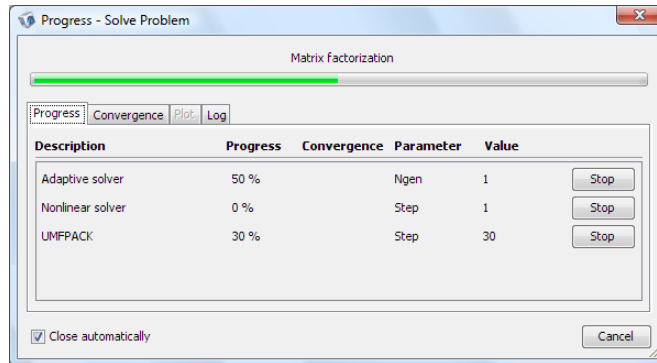 Progress - Solve Problem
Matrix factorization
Progress Convergence Plot Log
Description Progress Convergence Parameter Value
Adaptive solver 50 % Ngen 1 Stop
Nonlinear solver 0 % Step 1 Stop
UMFPACK 30 % Step 30 Stop
Close automatically Cancel